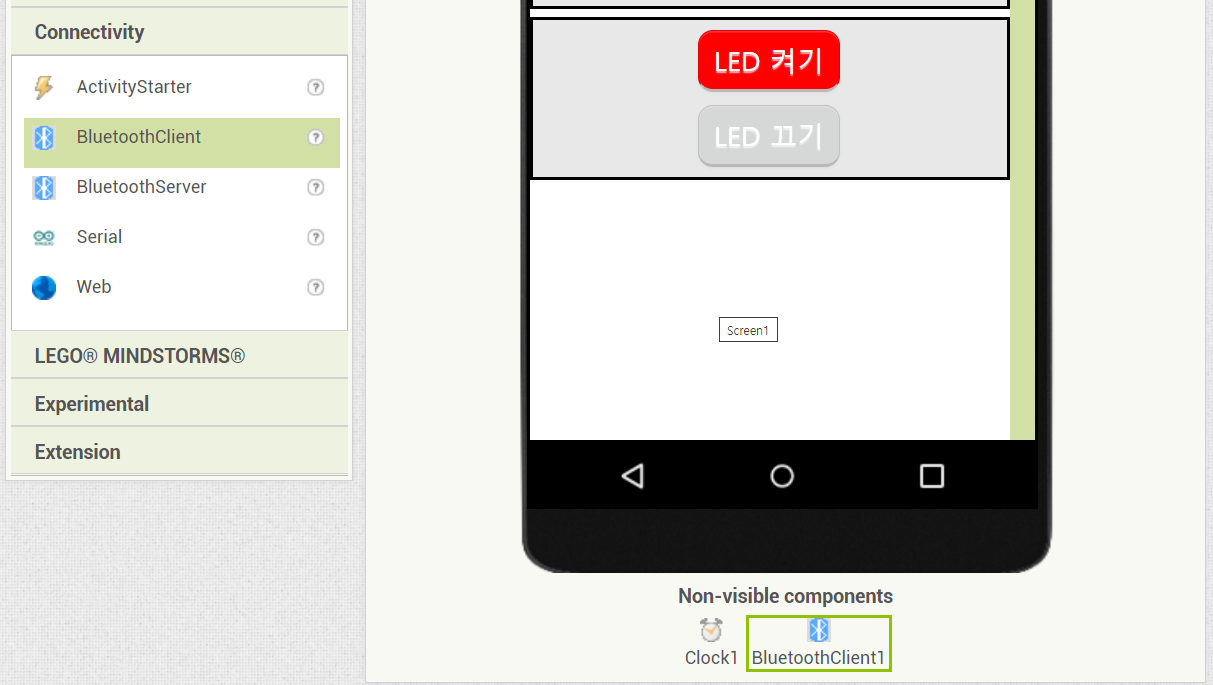 Connectivity
ActivityStarter ?
BluetoothClient ?
BluetoothServer ?
Serial ?
Web ?
LEGO® MINDSTORMS®
Experimental
Extension
LED 켜기
LED 끄기
Screen1
Non-visible components
Clock1
BluetoothClient1